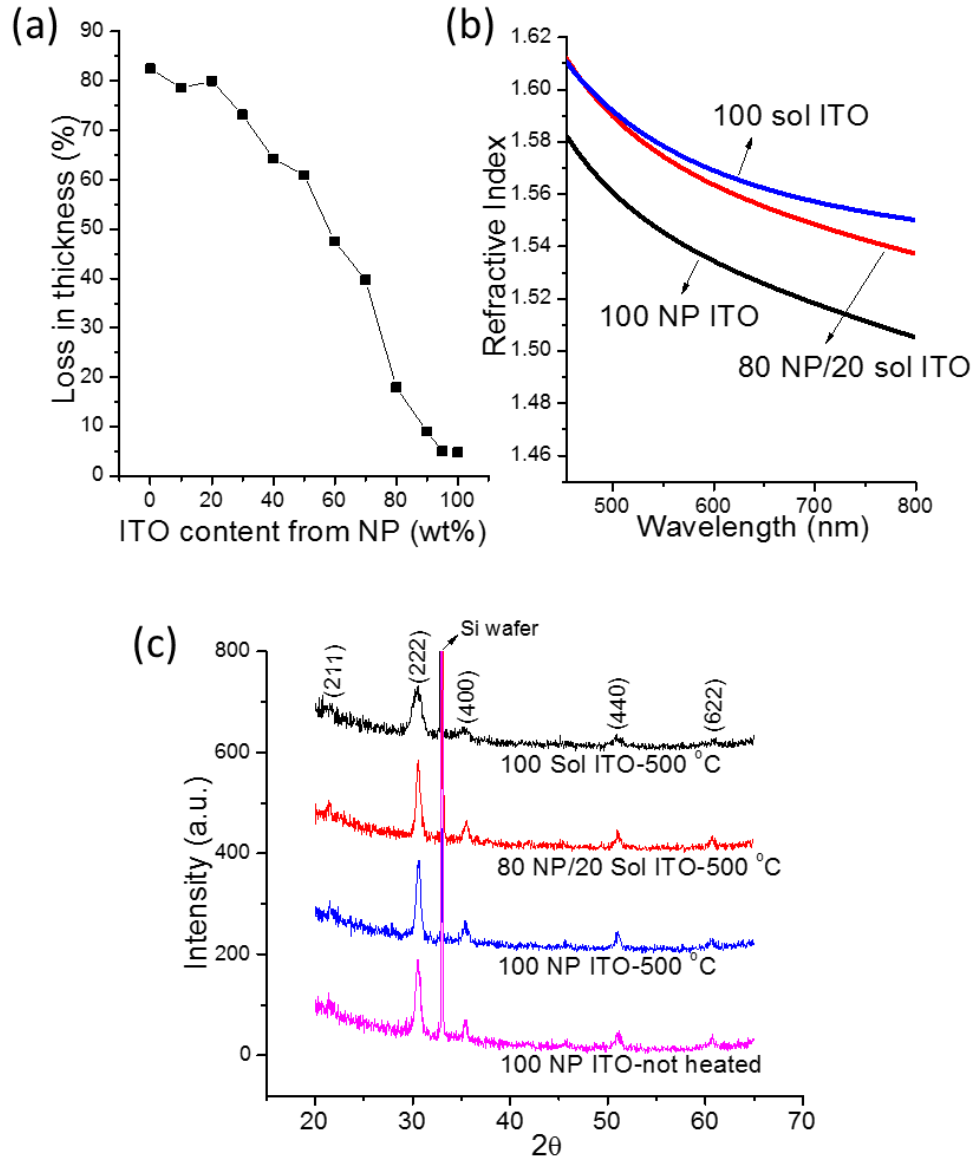 (a)
90
80
70
60
50
40
30
20
10
0
Loss in thickness (%)
0 20 40 60 80 100
ITO content from NP (wt%)
(b)
1.62
1.60
1.58
1.56
1.54
1.52
1.50
1.48
1.46
Refractive Index
100 sol ITO
100 NP ITO
80 NP/20 sol ITO
500 600 700 800
Wavelength (nm)
(c)
Si wafer
800
600
400
200
0
Intensity (a.u.)
(211)
(222)
(400)
(440)
(622)
100 Sol ITO-500 °C
80 NP/20 Sol ITO-500 °C
100 NP ITO-500 °C
100 NP ITO-not heated
20 30 40 50 60 70
2θ